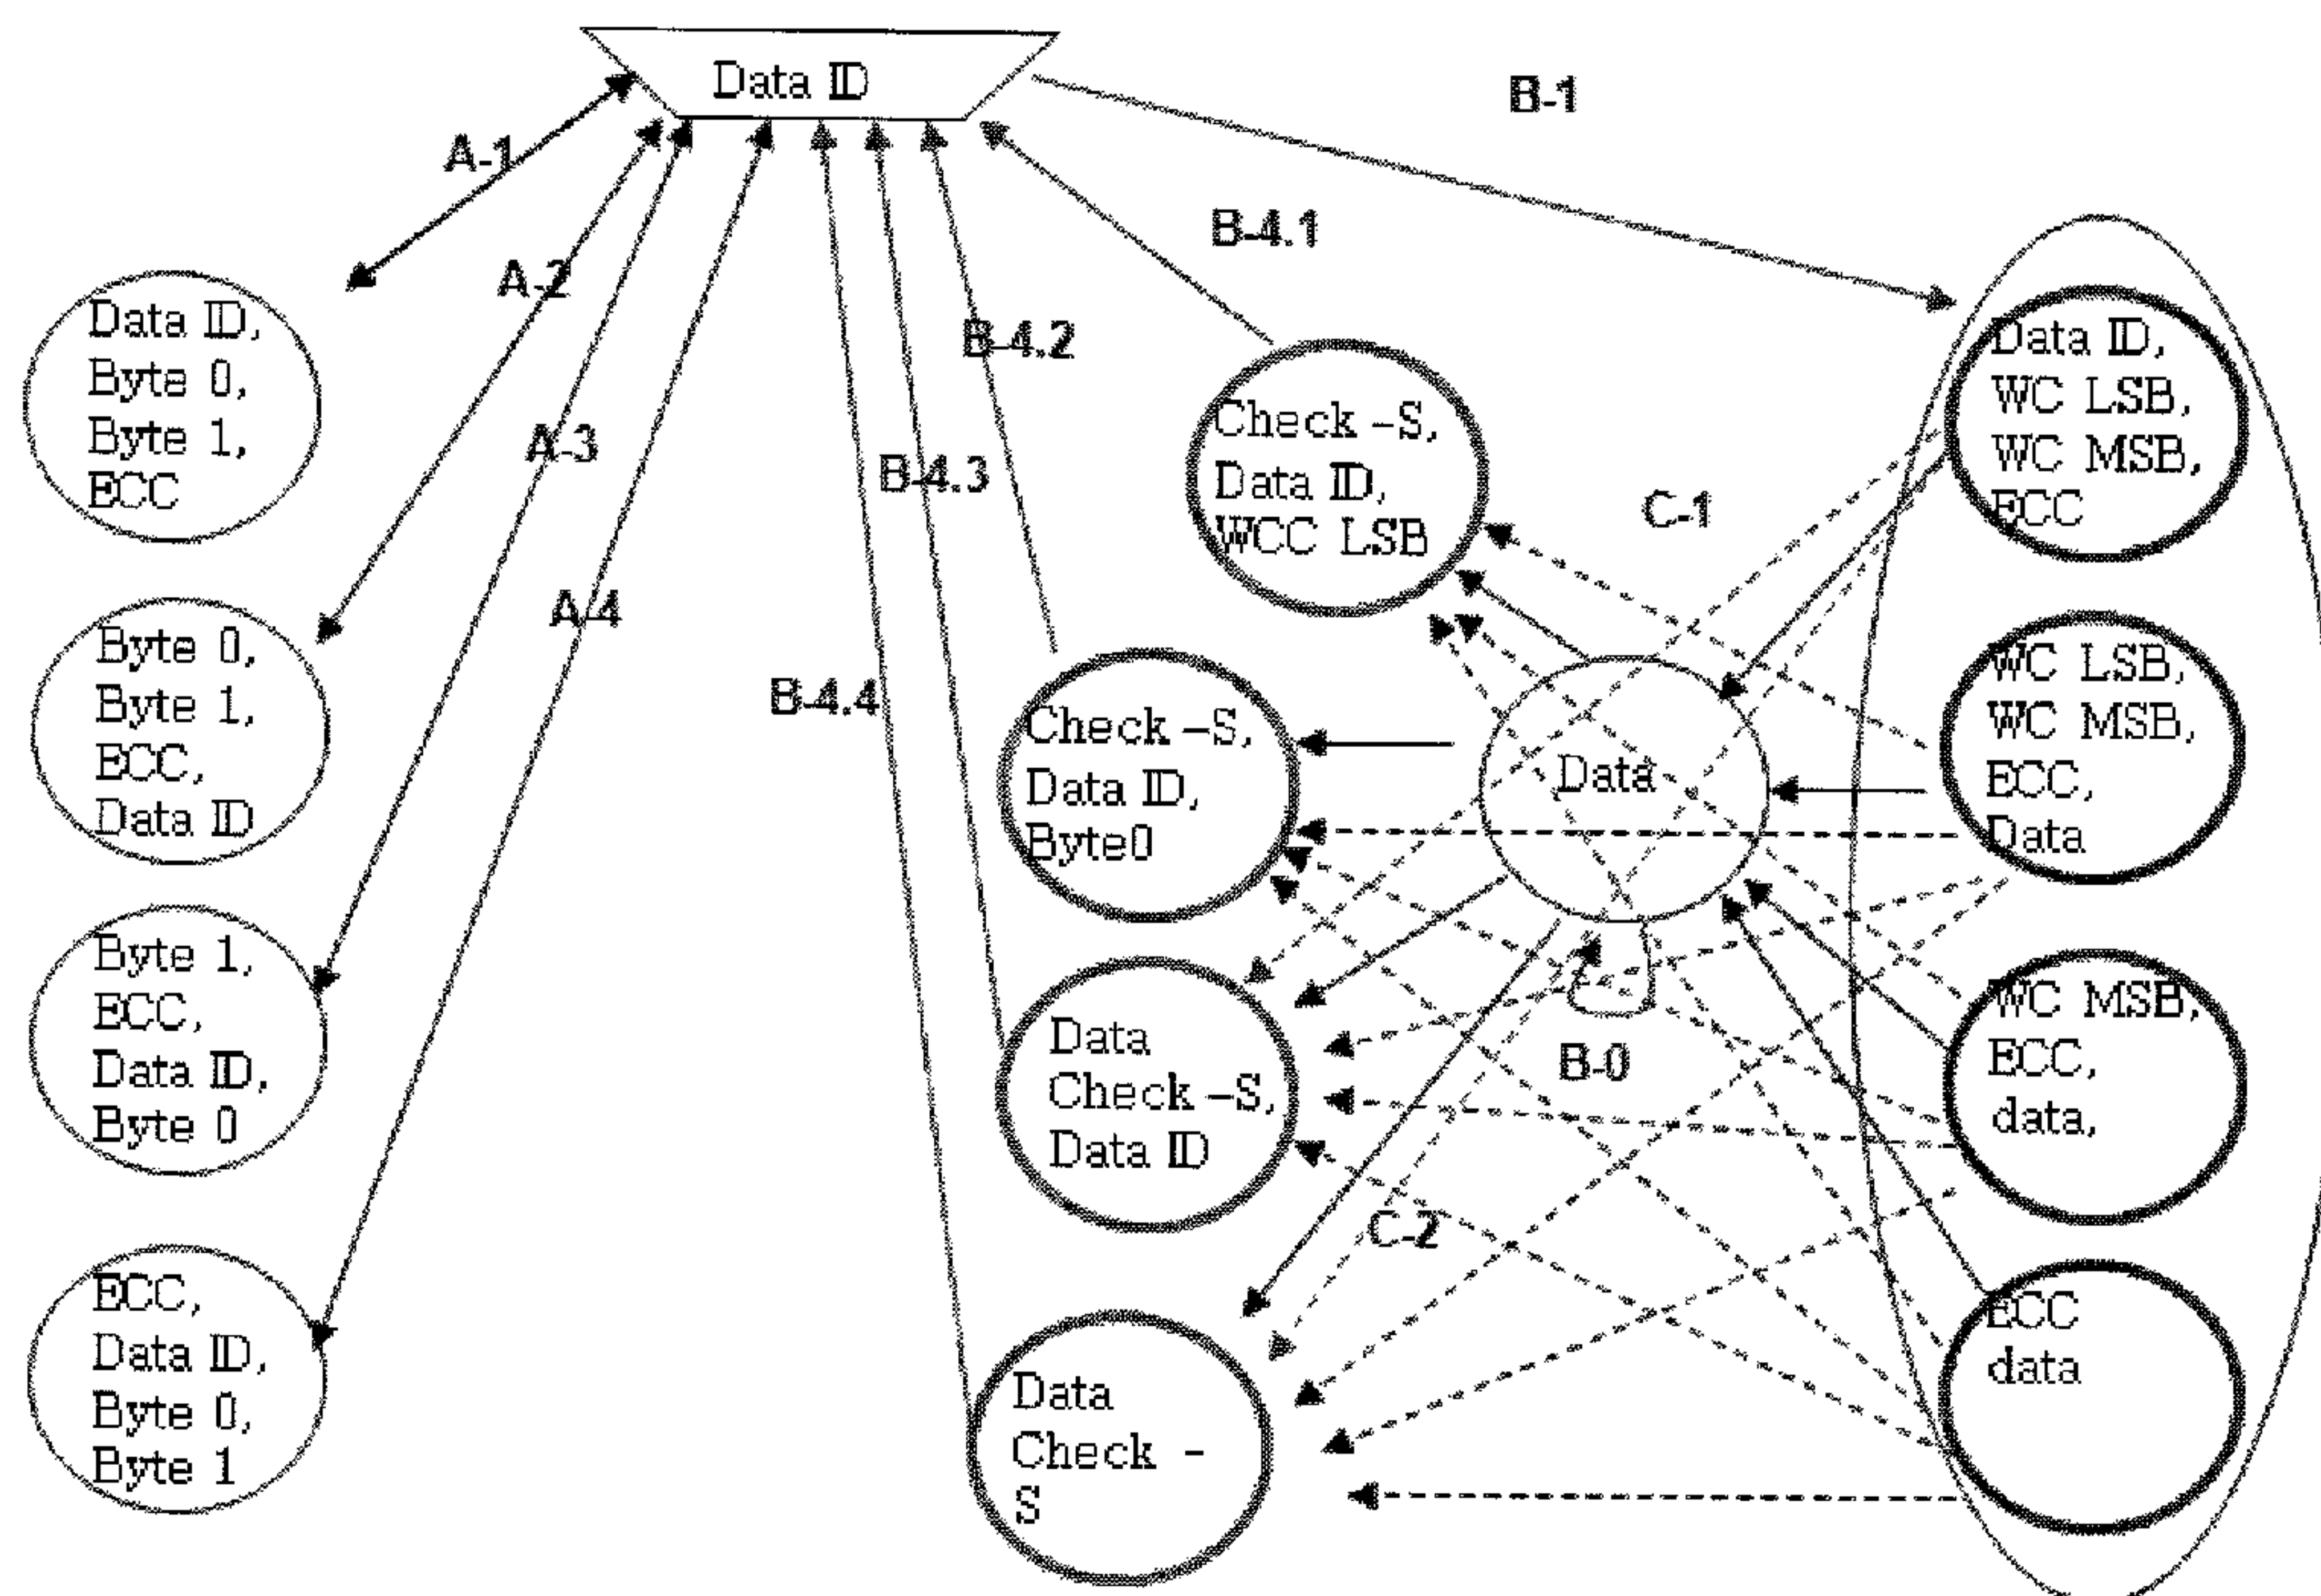 Data ID
B-1
A-1
B-4.1
A-2
B-4.2
A-3
B-4.3
C-1
A-4
B-4.4
B-0
C-2
Data ID,
Byte 0,
Byte 1,
ECC
Byte 0,
Byte 1,
ECC,
Data ID
Byte 1,
ECC,
Data ID,
Byte 0
ECC,
Data ID,
Byte 0,
Byte 1
Check –S,
Data ID,
WCC LSB
Check –S,
Data ID,
Byte0
Data
Check –S,
Data ID
Data
Check -
S
Data
Data ID,
WC LSB,
WC MSB,
ECC
WC LSB,
WC MSB,
ECC,
Data
WC MSB,
ECC,
data,
ECC
data